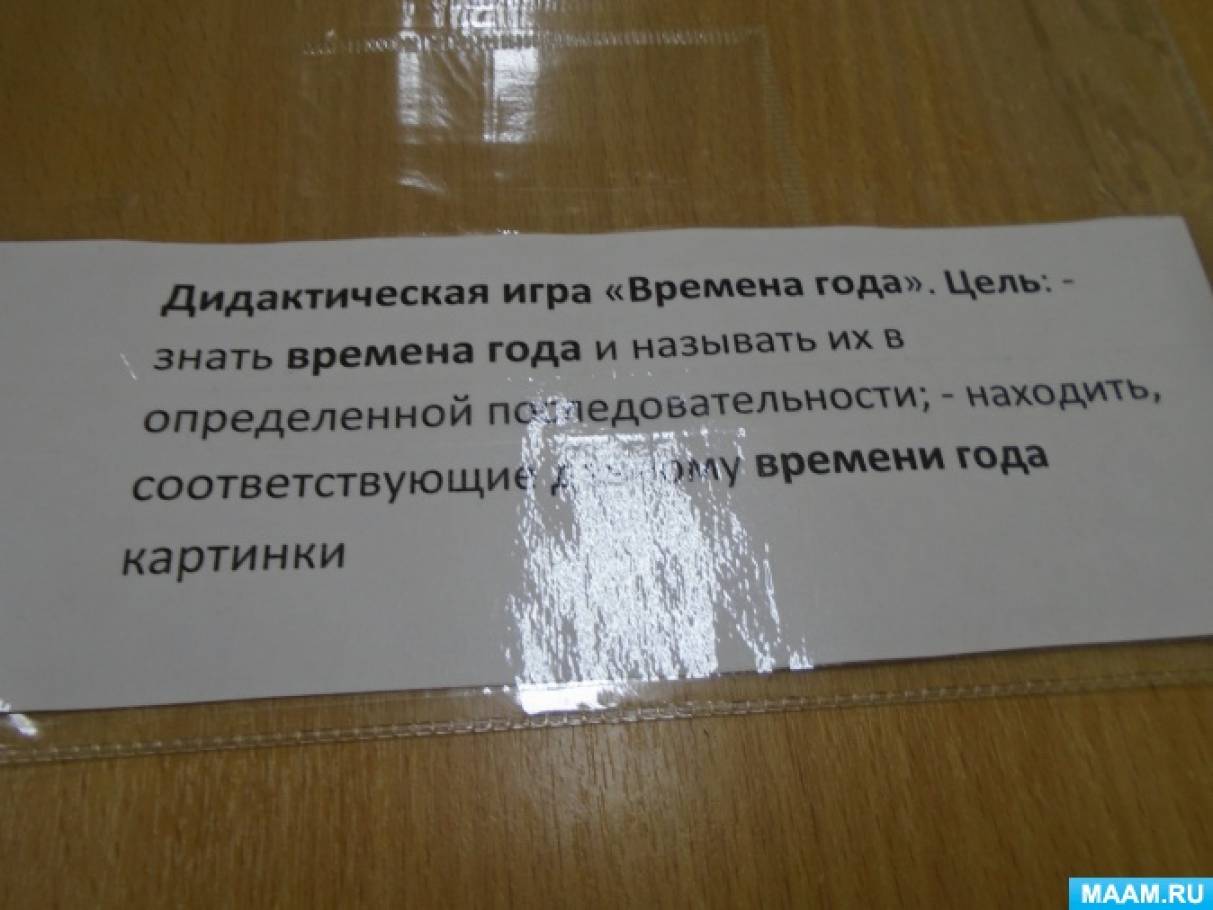 Дидактическая игра «Времена года». Цель: -
знать времена года и называть их в
определенной последовательности; - находить,
соответствующие данному времени года
картинки
MAAM.RU